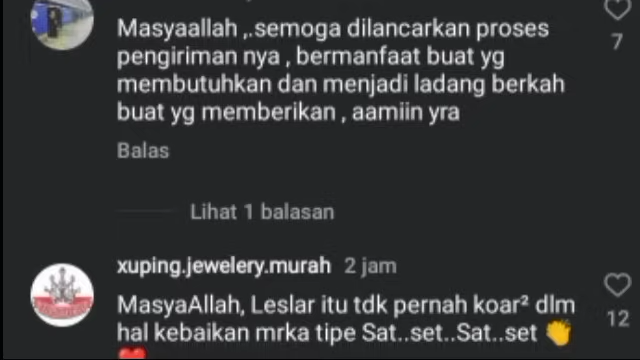 Masyaallah ,.semoga dilancarkan proses
pengiriman nya , bermanfaat buat yg
membutuhkan dan menjadi ladang berkah
buat yg memberikan , aamiin yra
7
Balas
Lihat 1 balasan
xuping.jewelery.murah 2 jam
MasyaAllah, Leslar itu tdk pernah koar² dlm
hal kebaikan mrka tipe Sat..set..Sat..set 👏
12
❤️